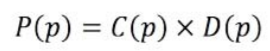 P(p) = C(p) × D(p)